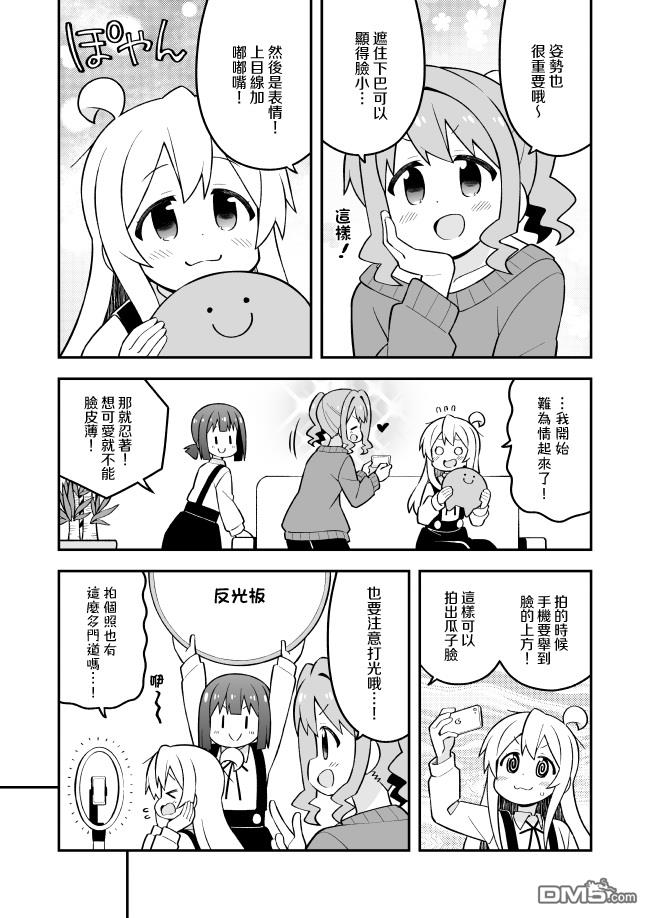 姿勢也
很重要哦～
遮住下巴可以
顯得臉小…
這樣！
然後是表情！
上目線加
嘟嘟嘴！
ぽやん
…我開始
難為情起來了！
那就忍著！
想可愛就不能
臉皮薄！
拍的時候
手機要舉到
臉的上方！
這樣可以
拍出瓜子臉
也要注意打光哦…！
反光板
咿～
拍個照也有
這麼多門道嗎…！
DM5.com